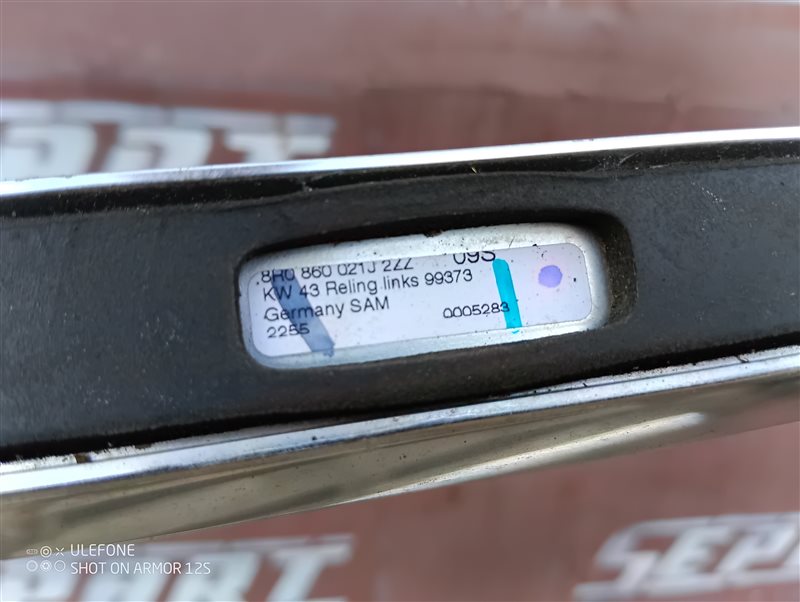 8R0 860 021J 2ZZ 09S
KW 43 Reling links 99373
Germany SAM 0005283
2255
ULEFONE
SHOT ON ARMOR 12S